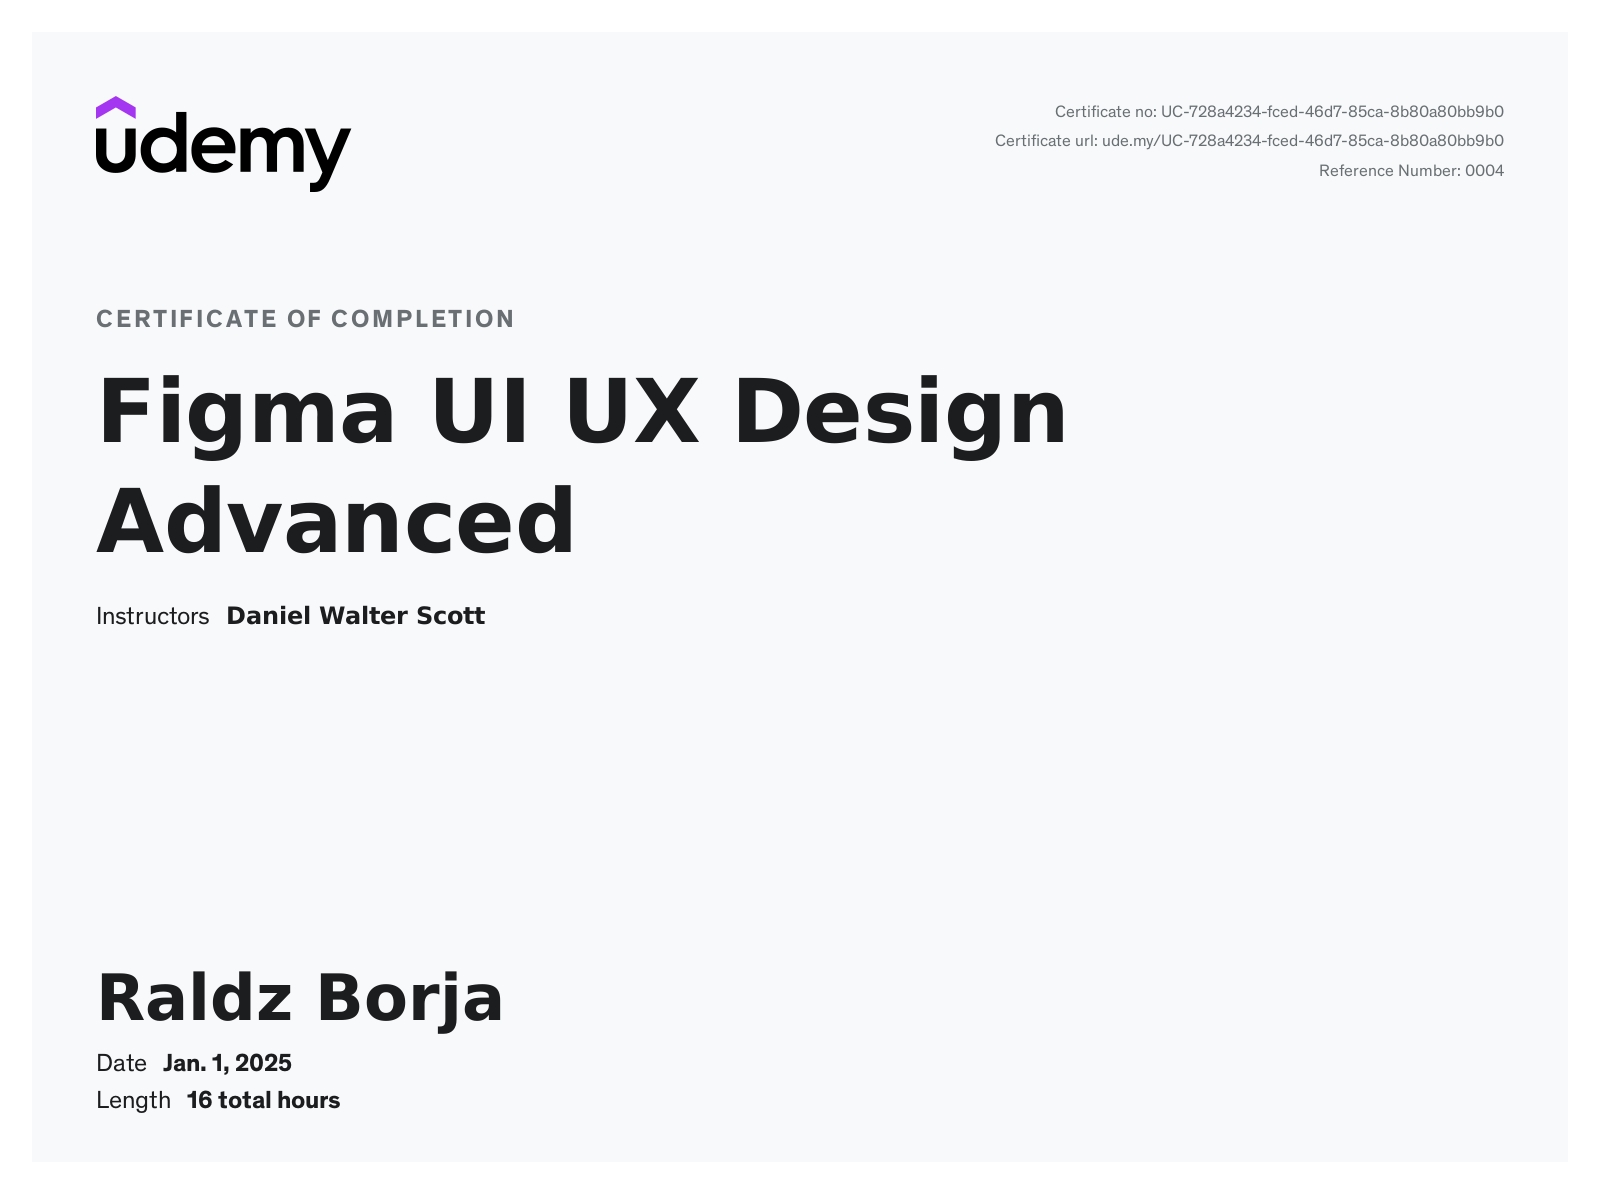 udemy
Certificate no: UC-728a4234-fced-46d7-85ca-8b80a80bb9b0
Certificate url: ude.my/UC-728a4234-fced-46d7-85ca-8b80a80bb9b0
Reference Number: 0004
CERTIFICATE OF COMPLETION
Figma UI UX Design
Advanced
Instructors Daniel Walter Scott
Raldz Borja
Date Jan. 1, 2025
Length 16 total hours